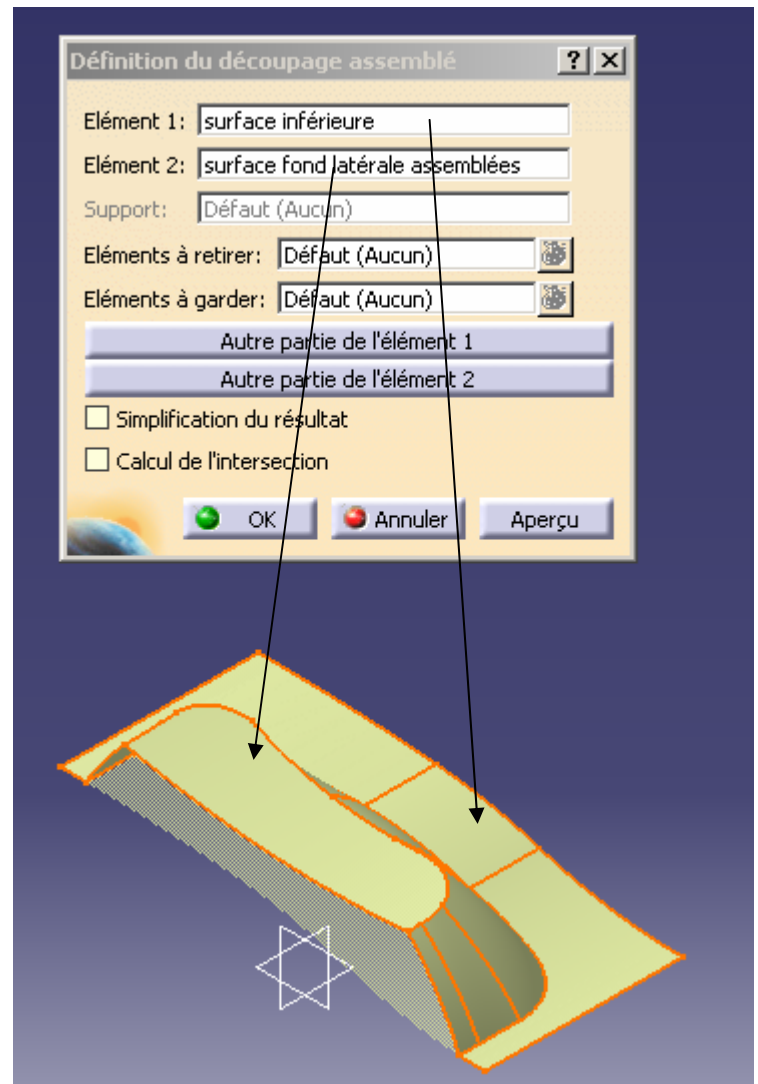 Définition du découpage assemblé
Elément 1: surface inférieure
Elément 2: surface fond latérale assemblées
Support: Défaut (Aucun)
Eléments à retirer: Défaut (Aucun)
Eléments à garder: Défaut (Aucun)
Autre partie de l'élément 1
Autre partie de l'élément 2
Simplification du résultat
Calcul de l'intersection
OK Annuler Aperçu